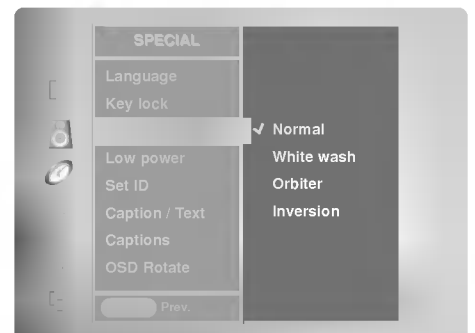 SPECIAL
Language
Key lock
Normal
Low power
White wash
Set ID
Orbiter
Caption / Text
Inversion
Captions
OSD Rotate
Prev.